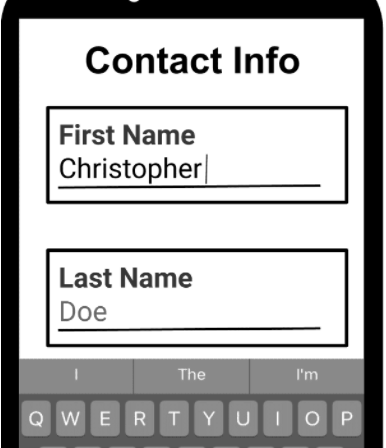 Contact Info
First Name
Christopher
Last Name
Doe
I The I'm
Q W E R T Y U I O P